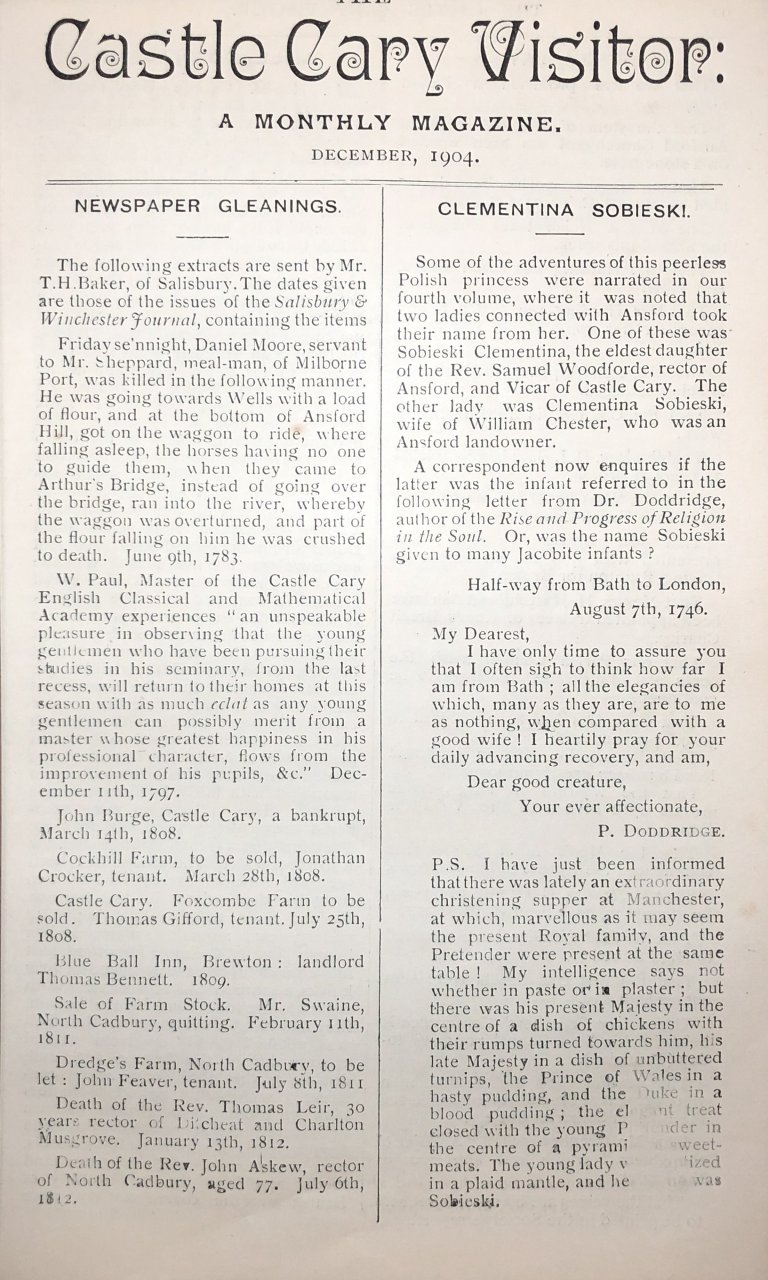 THE
Castle Cary Visitor:
A MONTHLY MAGAZINE.
DECEMBER, 1904.
NEWSPAPER GLEANINGS.
The following extracts are sent by Mr.
T.H.Baker, of Salisbury. The dates given
are those of the issues of the Salisbury &
Winchester Journal, containing the items
Friday se'nnight, Daniel Moore, servant
to Mr. Sheppard, meal-man, of Milborne
Port, was killed in the following manner.
He was going towards Wells with a load
of flour, and at the bottom of Ansford
Hill, got on the waggon to ride, where
falling asleep, the horses having no one
to guide them, when they came to
Arthur's Bridge, instead of going over
the bridge, ran into the river, whereby
the waggon was overturned, and part of
the flour falling on him he was crushed
to death. June 9th, 1783.
W. Paul, Master of the Castle Cary
English Classical and Mathematical
Academy experiences "an unspeakable
pleasure in observing that the young
gentlemen who have been pursuing their
studies in his seminary, from the last
recess, will return to their homes at this
season with as much eclat as any young
gentlemen can possibly merit from a
master whose greatest happiness in his
professional character, flows from the
improvement of his pupils, &c." Dec-
ember 11th, 1797.
John Burge, Castle Cary, a bankrupt,
March 14th, 1808.
Cockhill Farm, to be sold, Jonathan
Crocker, tenant. March 28th, 1808.
Castle Cary. Foxcombe Farm to be
sold. Thomas Gifford, tenant. July 25th,
1808.
Blue Ball Inn, Brewton: landlord
Thomas Bennett. 1809.
Sale of Farm Stock. Mr. Swaine,
North Cadbury, quitting. February 11th,
1811.
Dredge's Farm, North Cadbury, to be
let: John Feaver, tenant. July 8th, 1811
Death of the Rev. Thomas Leir, 30
years rector of Ditcheat and Charlton
Musgrove. January 13th, 1812.
Death of the Rev. John Askew, rector
of North Cadbury, aged 77. July 6th,
1812.
CLEMENTINA SOBIESKI.
Some of the adventures of this peerless
Polish princess were narrated in our
fourth volume, where it was noted that
two ladies connected with Ansford took
their name from her. One of these was
Sobieski Clementina, the eldest daughter
of the Rev. Samuel Woodforde, rector of
Ansford, and Vicar of Castle Cary. The
other lady was Clementina Sobieski,
wife of William Chester, who was an
Ansford landowner.
A correspondent now enquires if the
latter was the infant referred to in the
following letter from Dr. Doddridge,
author of the Rise and Progress of Religion
in the Soul. Or, was the name Sobieski
given to many Jacobite infants?
Half-way from Bath to London,
August 7th, 1746.
My Dearest,
I have only time to assure you
that I often sigh to think how far I
am from Bath; all the elegancies of
which, many as they are, are to me
as nothing, when compared with a
good wife! I heartily pray for your
daily advancing recovery, and am,
Dear good creature,
Your ever affectionate,
P. DODDRIDGE.
P.S. I have just been informed
that there was lately an extraordinary
christening supper at Manchester,
at which, marvellous as it may seem
the present Royal family, and the
Pretender were present at the same
table! My intelligence says not
whether in paste or in plaster; but
there was his present Majesty in the
centre of a dish of chickens with
their rumps turned towards him, his
late Majesty in a dish of unbuttered
turnips, the Prince of Wales in a
hasty pudding, and the Duke in a
blood pudding; the treat
closed with the young
the centre of a sweet-
meats. The young lady
in a plaid mantle, and was
Sobieski.